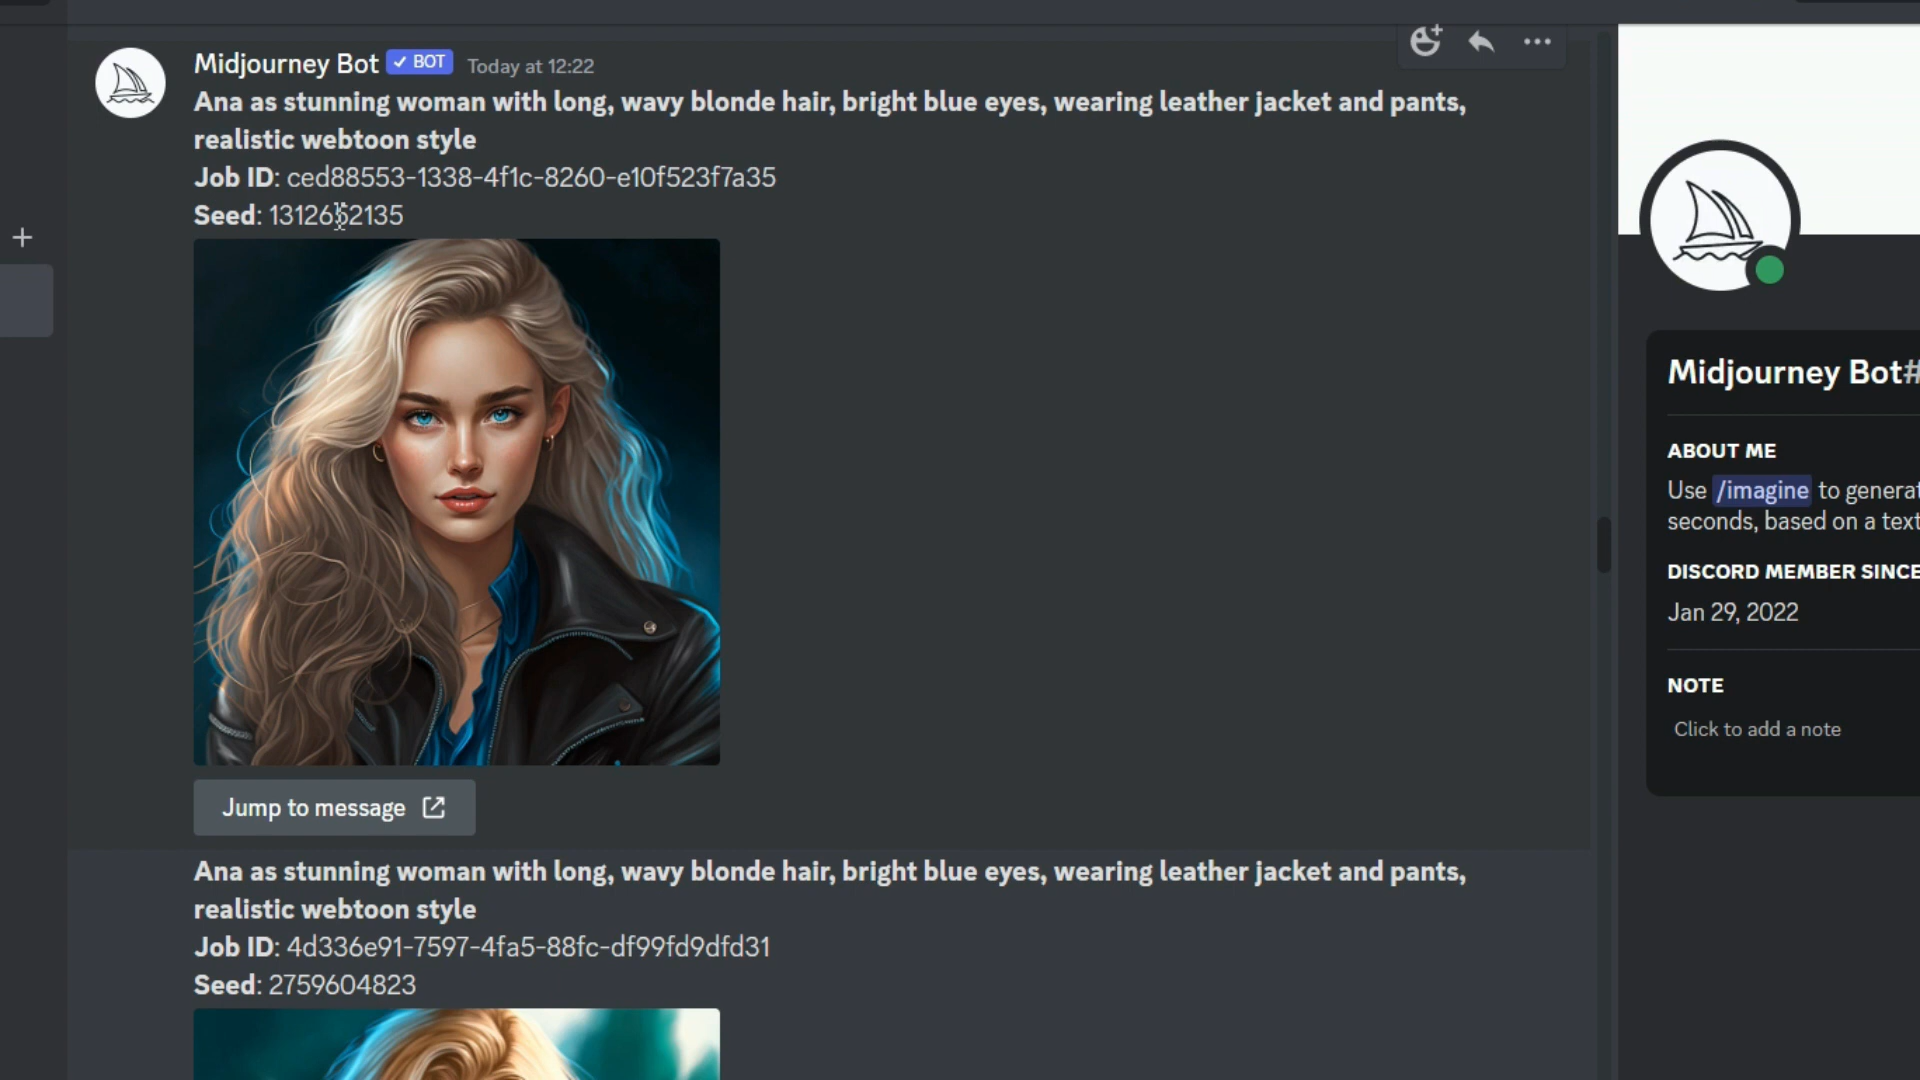 Midjourney Bot ✓ BOT Today at 12:22
Ana as stunning woman with long, wavy blonde hair, bright blue eyes, wearing leather jacket and pants,
realistic webtoon style
Job ID: ced88553-1338-4f1c-8260-e10f523f7a35
Seed:
Jump to message
Ana as stunning woman with long, wavy blonde hair, bright blue eyes, wearing leather jacket and pants,
realistic webtoon style
Job ID: 4d336e91-7597-4fa5-88fc-df99fd9dfd31
Seed: 2759604823
Midjourney Bot#
ABOUT ME
Use /imagine to generat
seconds, based on a text
DISCORD MEMBER SINCE
Jan 29, 2022
NOTE
Click to add a note